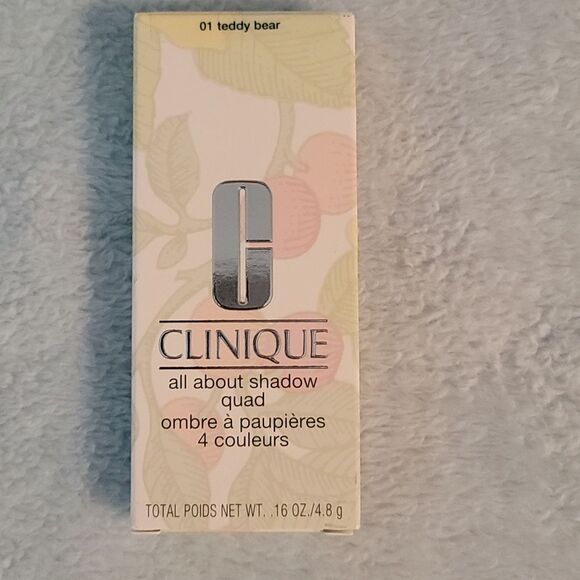 01 teddy bear
CLINIQUE
all about shadow
quad
ombre à paupières
4 couleurs
TOTAL POIDS NET WT. .16 OZ./4.8 g